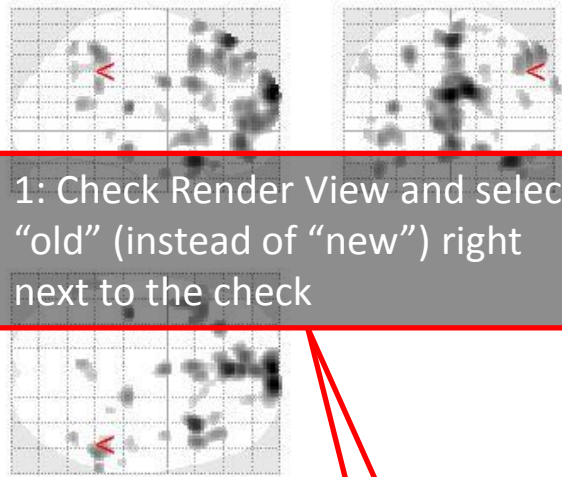 1: Check Render View and selec
“old” (instead of “new”) right
next to the check